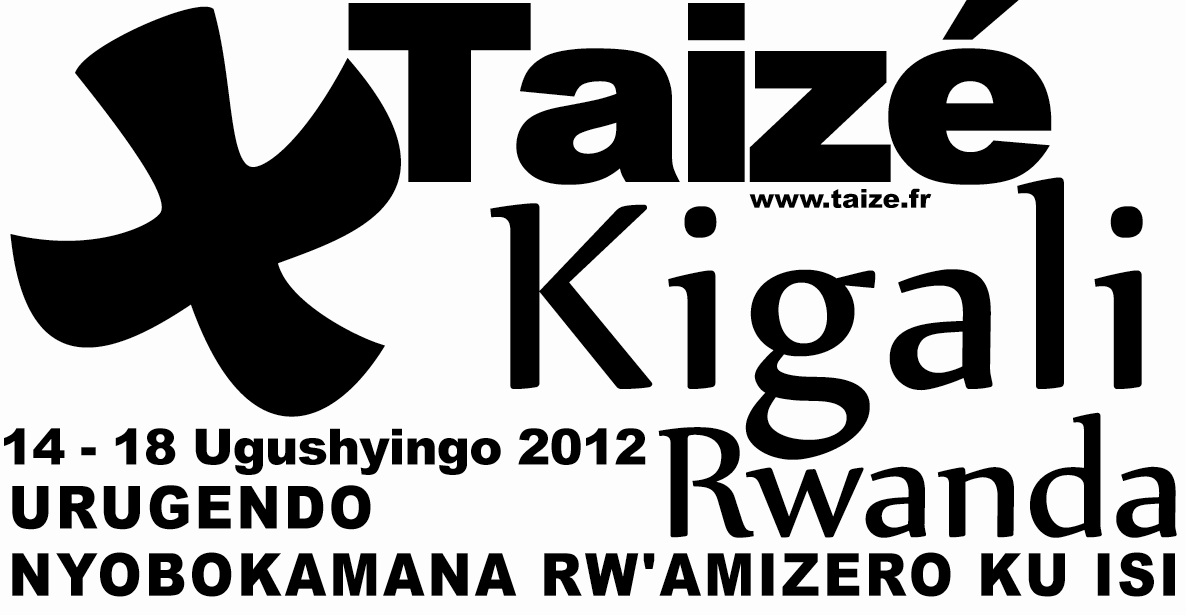 Taizé
www.taize.fr
Kigali
14 - 18 Ugushyingo 2012
Rwanda
URUGENDO
NYOBOKAMANA RW'AMIZERO KU ISI